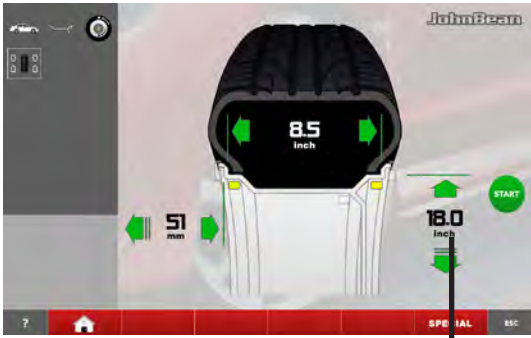 JohnBean
8.5
inch
51
mm
18.0
inch
START
?
SPECIAL
ESC